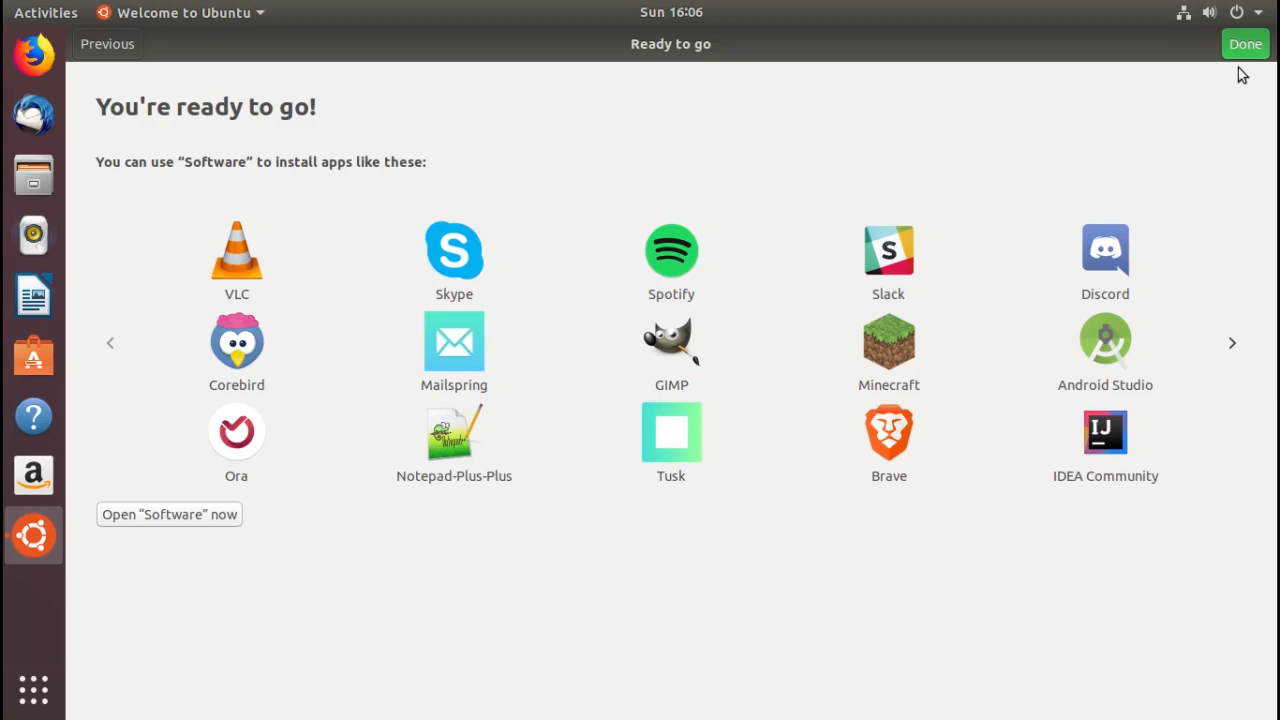 Activities Welcome to Ubuntu Sun 16:06
Previous Ready to go Done
You're ready to go!
You can use “Software” to install apps like these:
VLC Skype Spotify Slack Discord
Corebird Mailspring GIMP Minecraft Android Studio
Ora Notepad-Plus-Plus Tusk Brave IDEA Community
Open “Software” now